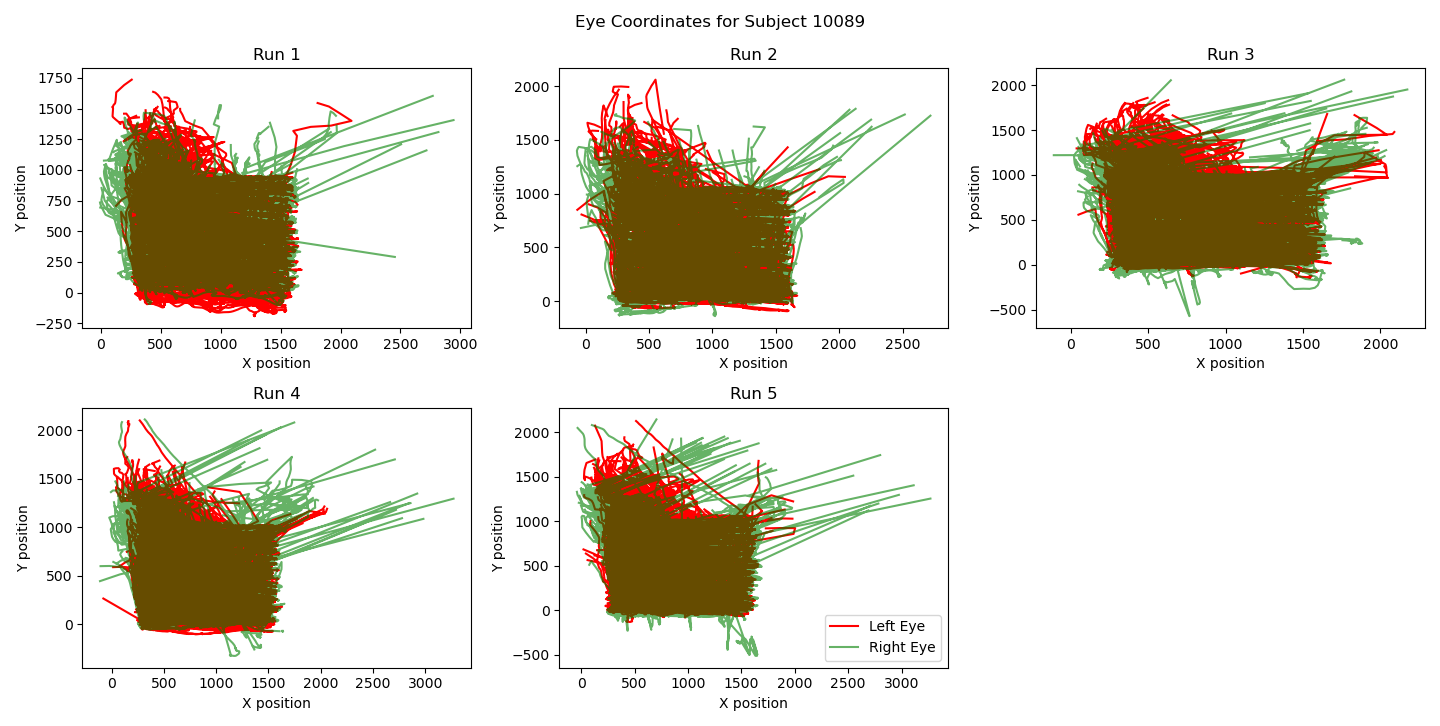 Eye Coordinates for Subject 10089
Run 1
Y position
1750
1500
1250
1000
750
500
250
0
−250
0 500 1000 1500 2000 2500 3000
X position
Run 2
Y position
2000
1500
1000
500
0
0 500 1000 1500 2000 2500
X position
Run 3
Y position
2000
1500
1000
500
0
−500
0 500 1000 1500 2000
X position
Run 4
Y position
2000
1500
1000
500
0
0 500 1000 1500 2000 2500 3000
X position
Run 5
Y position
2000
1500
1000
500
0
−500
Left Eye
Right Eye
0 500 1000 1500 2000 2500 3000
X position